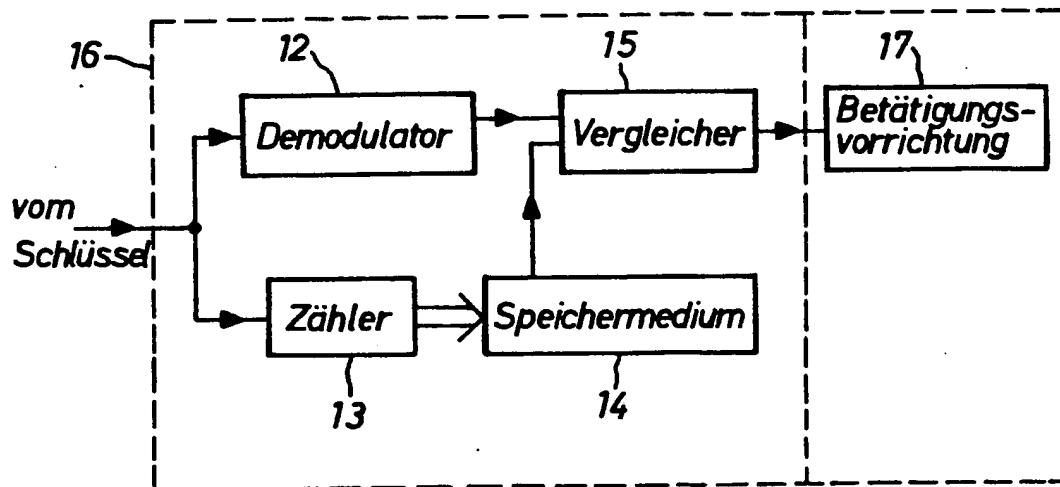 16
12
15
17
Demodulator
Vergleicher
Betätigungs-
vorrichtung
vom
Schlüssel
Zähler
Speichermedium
13
14